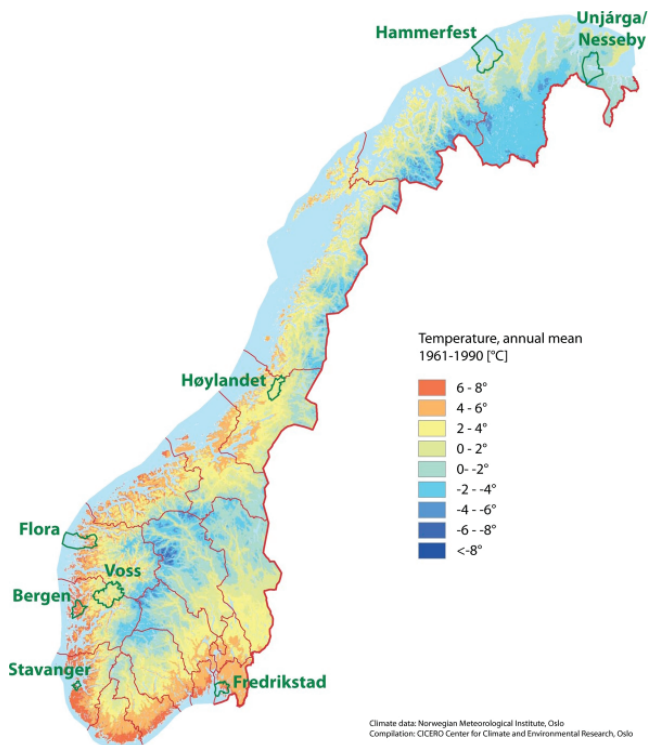 Hammerfest
Unjárga/
Nesseby
Høylandet
Flora
Voss
Bergen
Stavanger
Fredrikstad
Temperature, annual mean
1961-1990 [°C]
6 - 8°
4 - 6°
2 - 4°
0 - 2°
0- -2°
-2 - -4°
-4 - -6°
-6 - -8°
<-8°
Climate data: Norwegian Meteorological Institute, Oslo
Compilation: CICERO Center for Climate and Environmental Research, Oslo